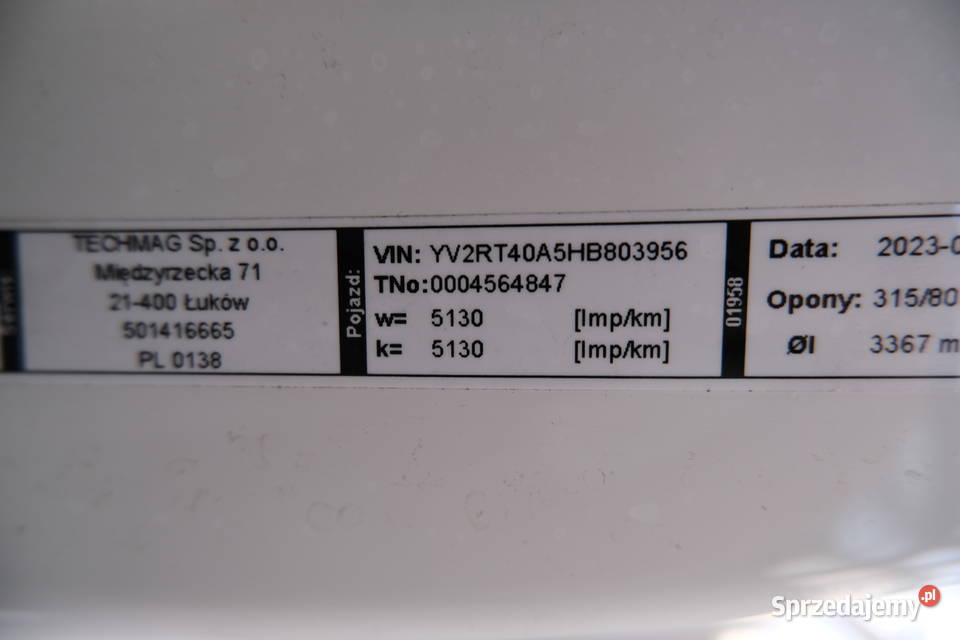 TECHMAG Sp. z o.o.
Międzyrzecka 71
21-400 Łuków
501416665
PL 0138
Pojazd:
VIN: YV2RT40A5HB803956
TNo:0004564847
w= 5130 [Imp/km]
k= 5130 [Imp/km]
01958
Data: 2023-0
Opony: 315/80
Øl 3367 m
Sprzedajemy.pl